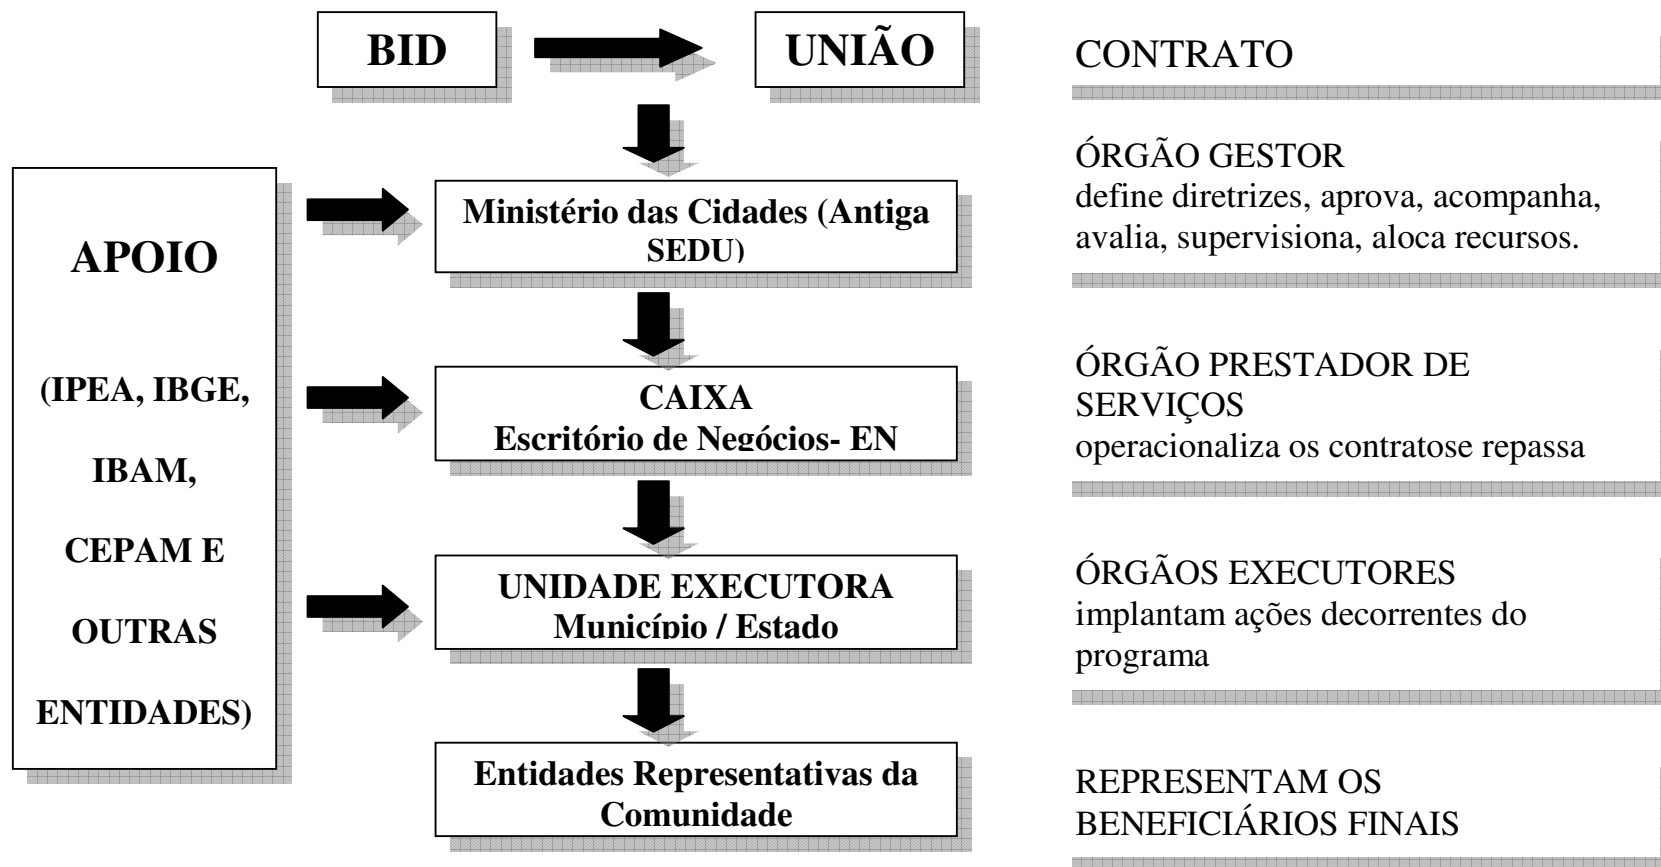 BID
UNIÃO
CONTRATO
ÓRGÃO GESTOR
define diretrizes, aprova, acompanha,
avalia, supervisiona, aloca recursos.
APOIO
(IPEA, IBGE,
IBAM,
CEPAM E
OUTRAS
ENTIDADES)
Ministério das Cidades (Antiga
SEDU)
CAIXA
Escritório de Negócios- EN
ÓRGÃO PRESTADOR DE
SERVIÇOS
operacionaliza os contratose repassa
UNIDADE EXECUTORA
Município / Estado
ÓRGÃOS EXECUTORES
implantam ações decorrentes do
programa
Entidades Representativas da
Comunidade
REPRESENTAM OS
BENEFICIÁRIOS FINAIS